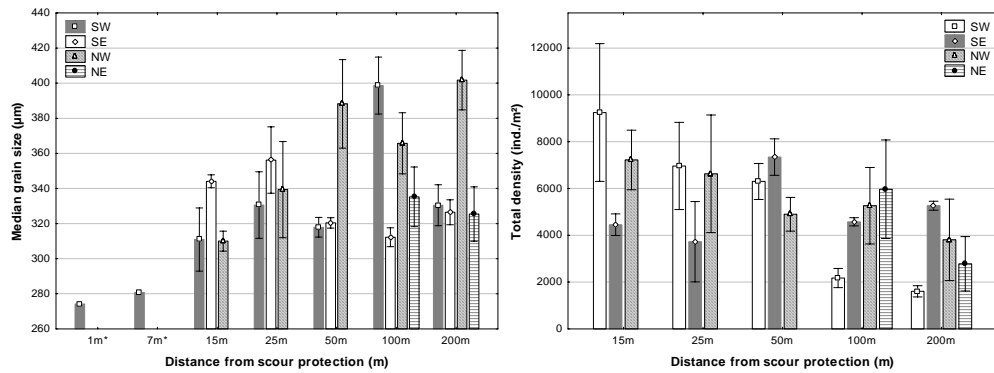 SW
SE
NW
NE
440
420
400
380
360
340
320
300
280
260
Median grain size (µm)
1m* 7m* 15m 25m 50m 100m 200m
Distance from scour protection (m)
SW
SE
NW
NE
12000
10000
8000
6000
4000
2000
0
Total density (ind./m²)
15m 25m 50m 100m 200m
Distance from scour protection (m)